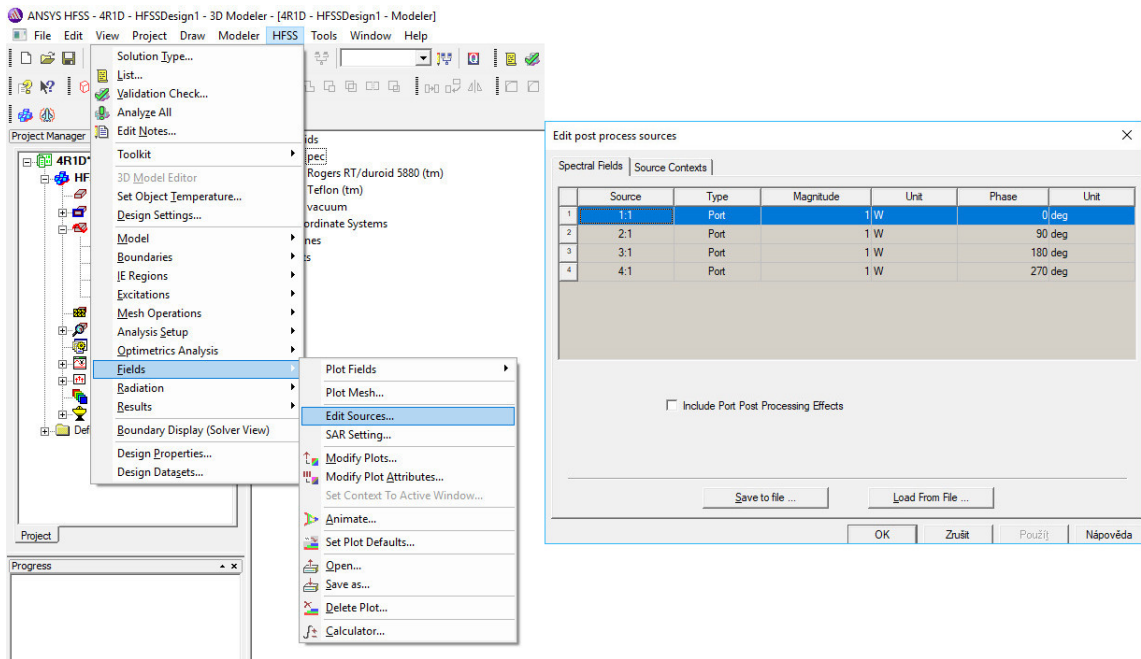 ANSYS HFSS - 4R1D - HFSSDesign1 - 3D Modeler - [4R1D - HFSSDesign1 - Modeler]
File Edit View Project Draw Modeler HFSS Tools Window Help
Solution Type...
List...
Validation Check...
Analyze All
Edit Notes...
Toolkit
3D Model Editor
Set Object Temperature...
Design Settings...
Model
Boundaries
IE Regions
Excitations
Mesh Operations
Analysis Setup
Optimetrics Analysis
Fields
Radiation
Results
Boundary Display (Solver View)
Design Properties...
Design Datasets...
Project Manager
4R1D*
HF
Def
Project
Progress
ids
pec
Rogers RT/duroid 5880 (tm)
Teflon (tm)
vacuum
ordinate Systems
nes
ts
Plot Fields
Plot Mesh...
Edit Sources...
SAR Setting...
Modify Plots...
Modify Plot Attributes...
Set Context To Active Window...
Animate...
Set Plot Defaults...
Open...
Save as...
Delete Plot...
Calculator...
Edit post process sources
Spectral Fields Source Contexts
Source Type Magnitude Unit Phase Unit
1 1:1 Port 1 W 0 deg
2 2:1 Port 1 W 90 deg
3 3:1 Port 1 W 180 deg
4 4:1 Port 1 W 270 deg
Include Port Post Processing Effects
Save to file ... Load From File ...
OK Zrušit Použít Nápověda